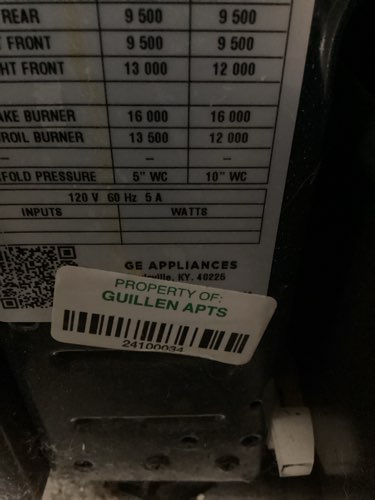 REAR 9 500 9 500
FRONT 9 500 9 500
HT FRONT 13 000 12 000
AKE BURNER 16 000 16 000
ROIL BURNER 13 500 12 000
– – –
FOLD PRESSURE 5" WC 10" WC
120 V 60 Hz 5 A
INPUTS WATTS
GE APPLIANCES
isville, KY. 40225
PROPERTY OF:
GUILLEN APTS
24100034